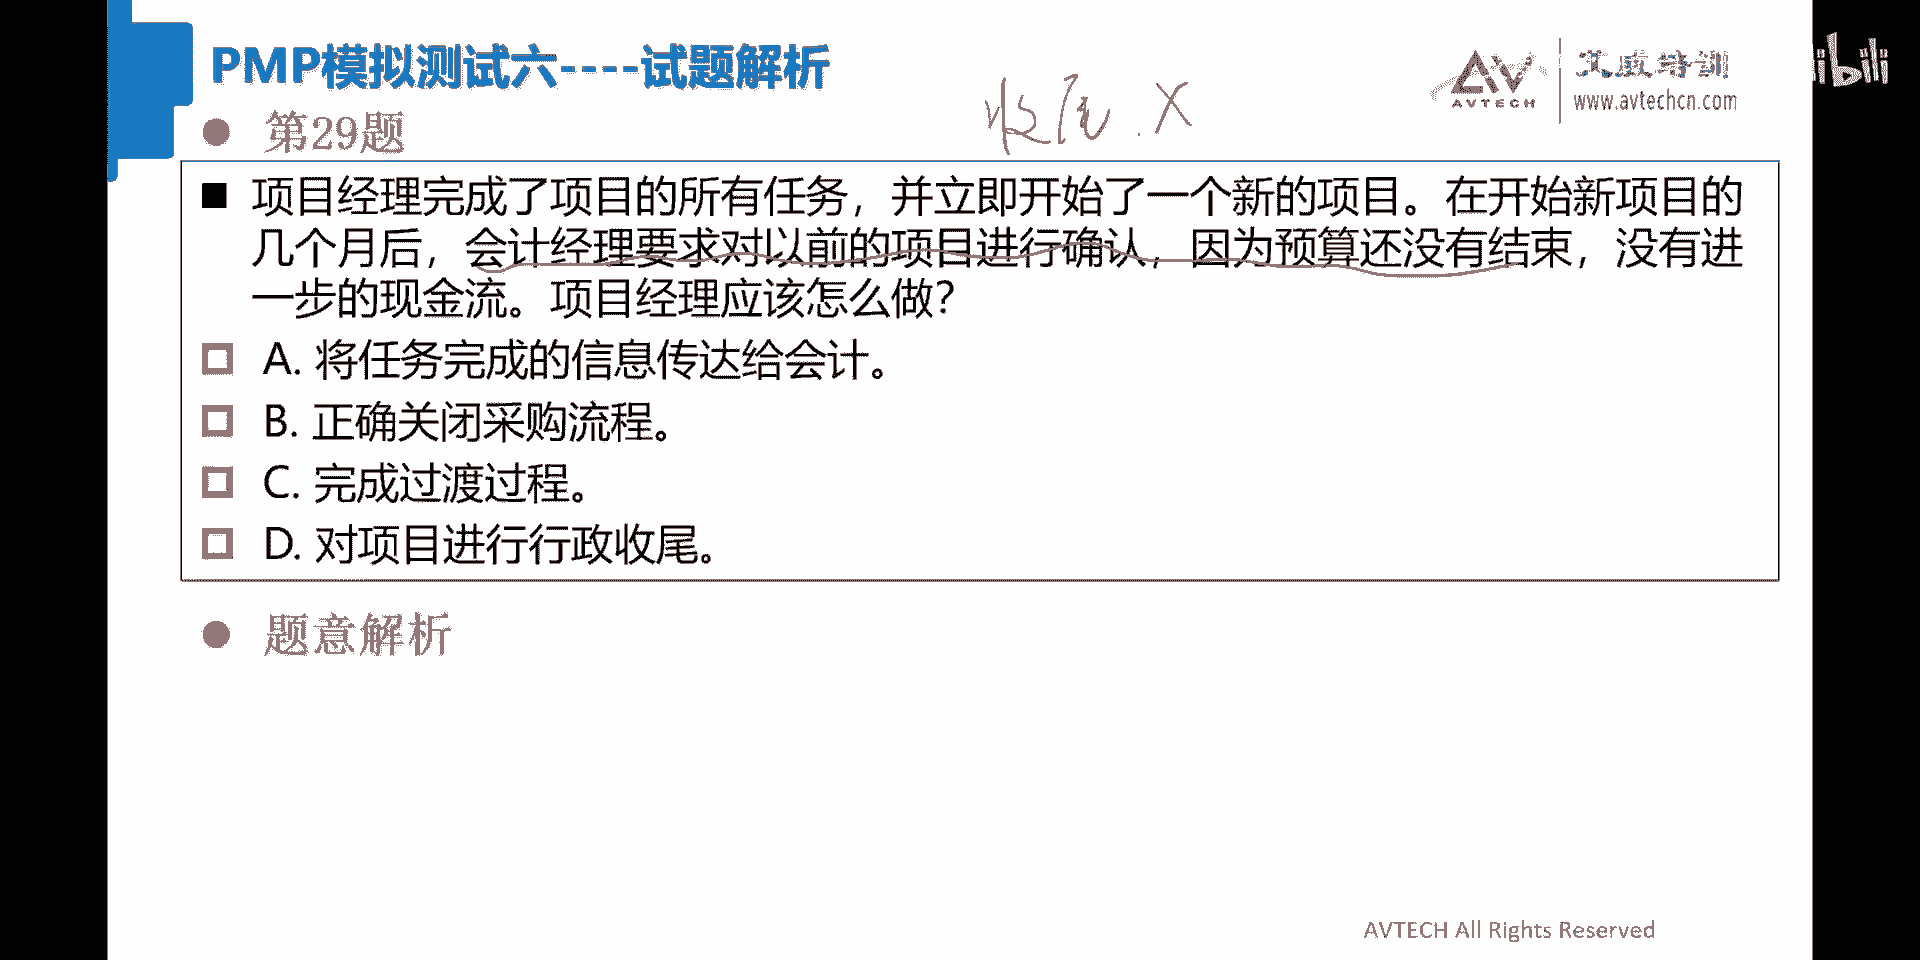 PMP模拟测试六----试题解析
收尾.X
AVTECH
艾威培训
www.avtechcn.com
bili
第29题
项目经理完成了项目的所有任务，并立即开始了一个新的项目。在开始新项目的
几个月后，会计经理要求对以前的项目进行确认，因为预算还没有结束，没有进
一步的现金流。项目经理应该怎么做？
A. 将任务完成的信息传达给会计。
B. 正确关闭采购流程。
C. 完成过渡过程。
D. 对项目进行行政收尾。
题意解析
AVTECH All Rights Reserved